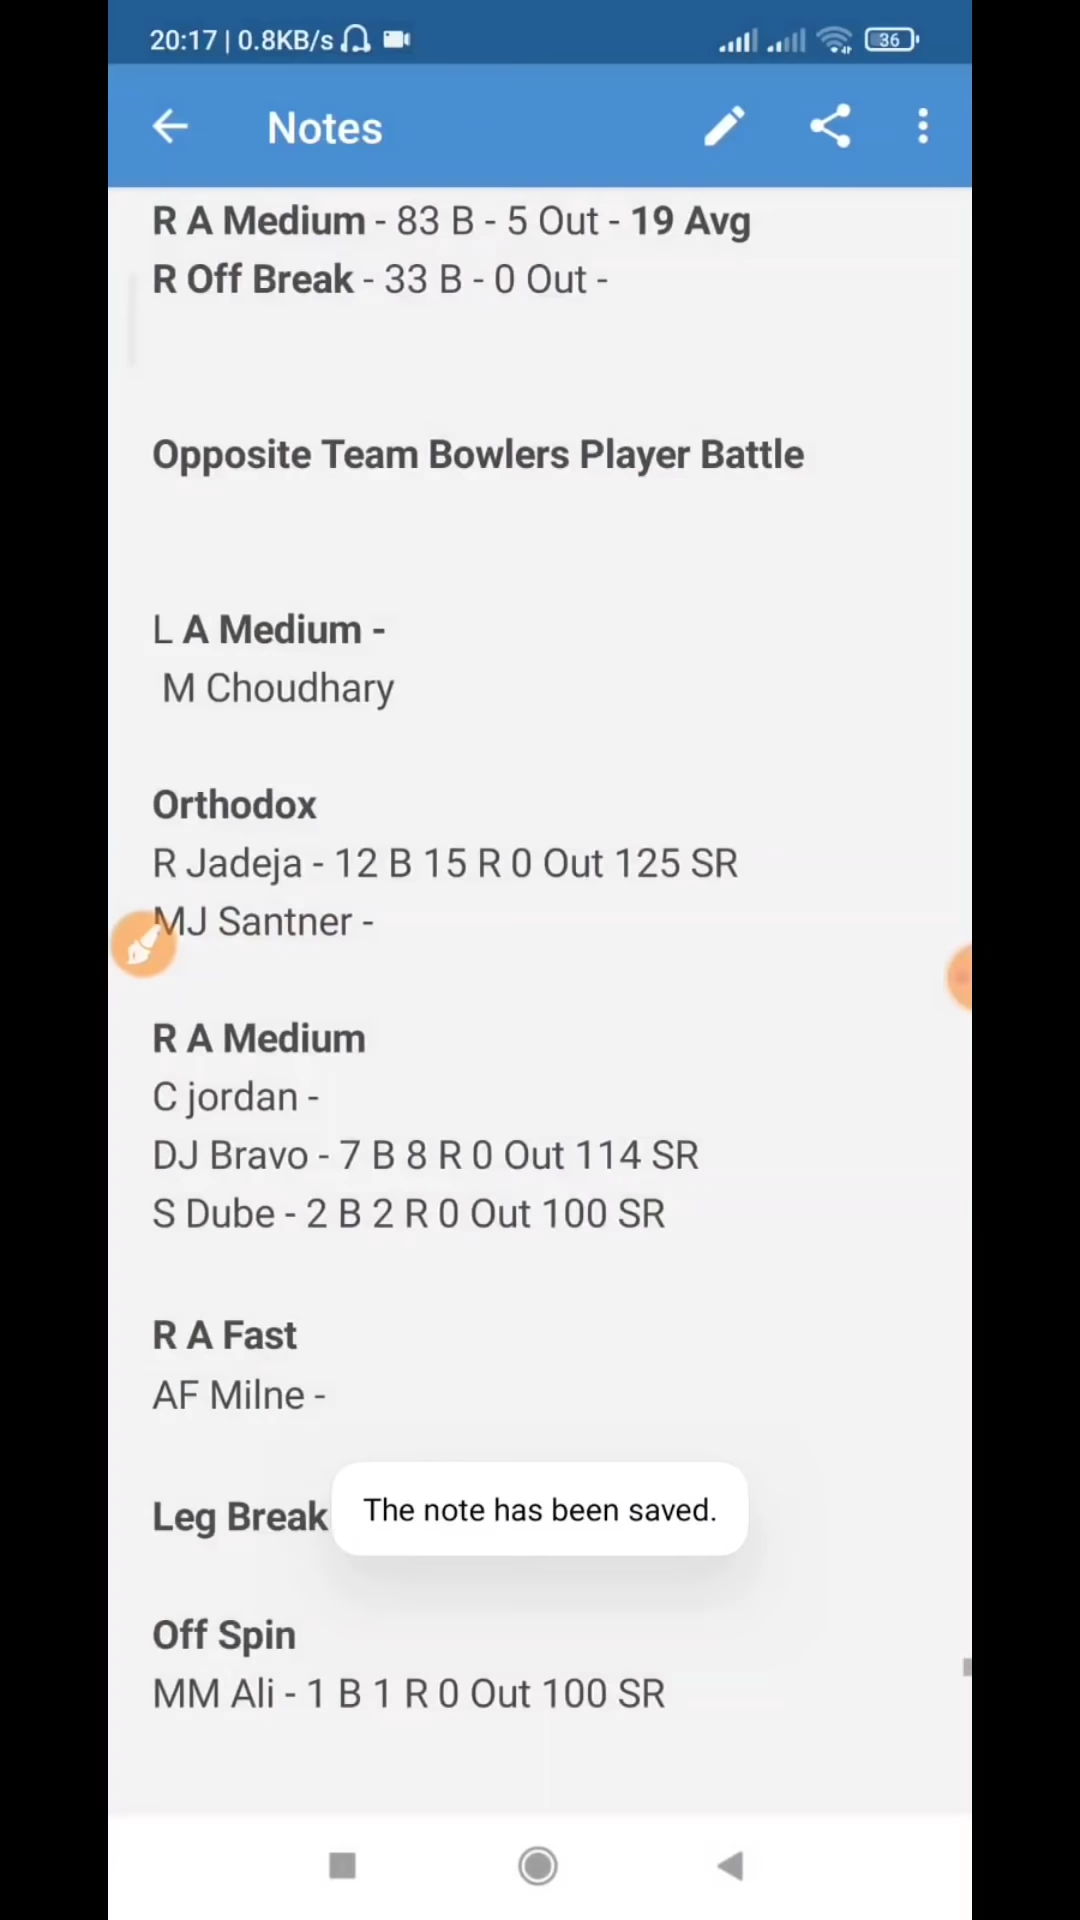 20:17 | 0.8KB/s
36
Notes
R A Medium - 83 B - 5 Out - 19 Avg
R Off Break - 33 B - 0 Out -
Opposite Team Bowlers Player Battle
L A Medium -
M Choudhary
Orthodox
R Jadeja - 12 B 15 R 0 Out 125 SR
MJ Santner -
R A Medium
C jordan -
DJ Bravo - 7 B 8 R 0 Out 114 SR
S Dube - 2 B 2 R 0 Out 100 SR
R A Fast
AF Milne -
Leg Break
The note has been saved.
Off Spin
MM Ali - 1 B 1 R 0 Out 100 SR